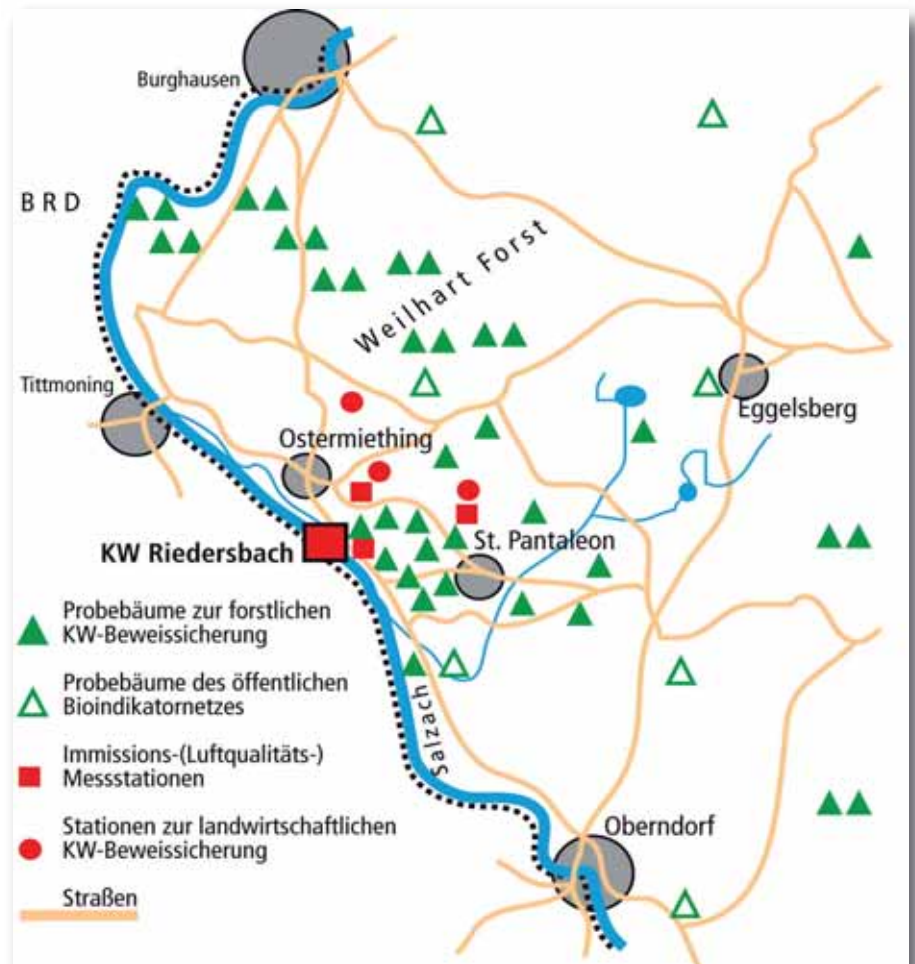 Burghausen
B R D
Weilhart Forst
Tittmoning
Eggelsberg
Ostermiething
KW Riedersbach
St. Pantaleon
Probebäume zur forstlichen
KW-Beweissicherung
Probebäume des öffentlichen
Bioindikatornetzes
Salzach
Immissions-(Luftqualitäts-)
Messstationen
Stationen zur landwirtschaftlichen
KW-Beweissicherung
Oberndorf
Straßen